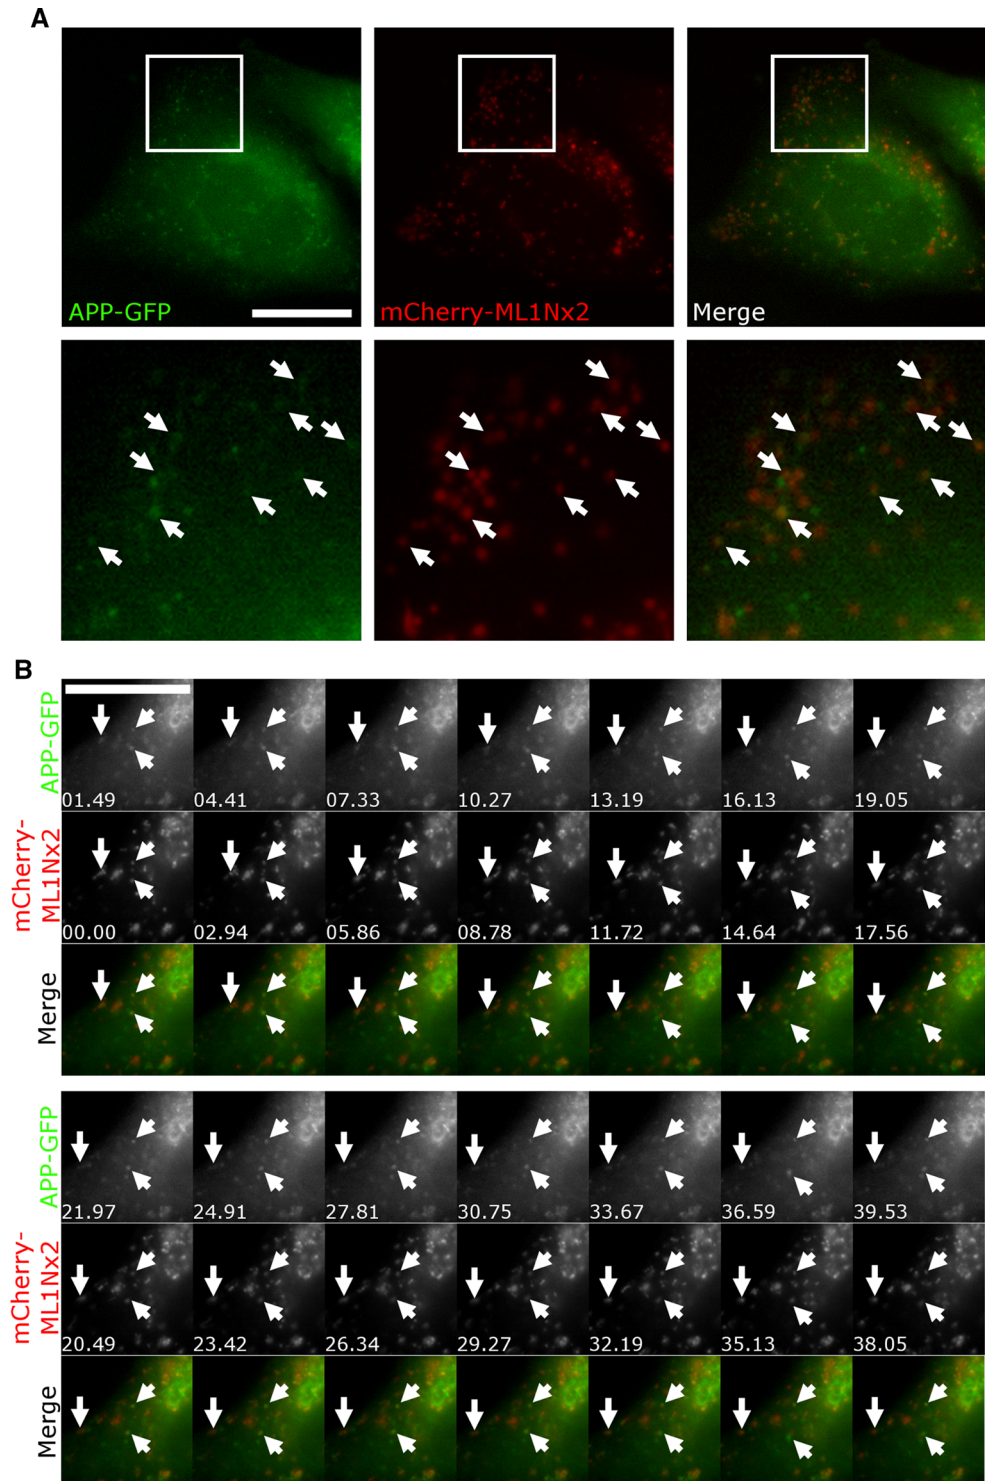 A
APP-GFP
mCherry-ML1Nx2
Merge
B
APP-GFP
01.49 04.41 07.33 10.27 13.19 16.13 19.05
mCherry-
ML1Nx2
00.00 02.94 05.86 08.78 11.72 14.64 17.56
Merge
APP-GFP
21.97 24.91 27.81 30.75 33.67 36.59 39.53
mCherry-
ML1Nx2
20.49 23.42 26.34 29.27 32.19 35.13 38.05
Merge